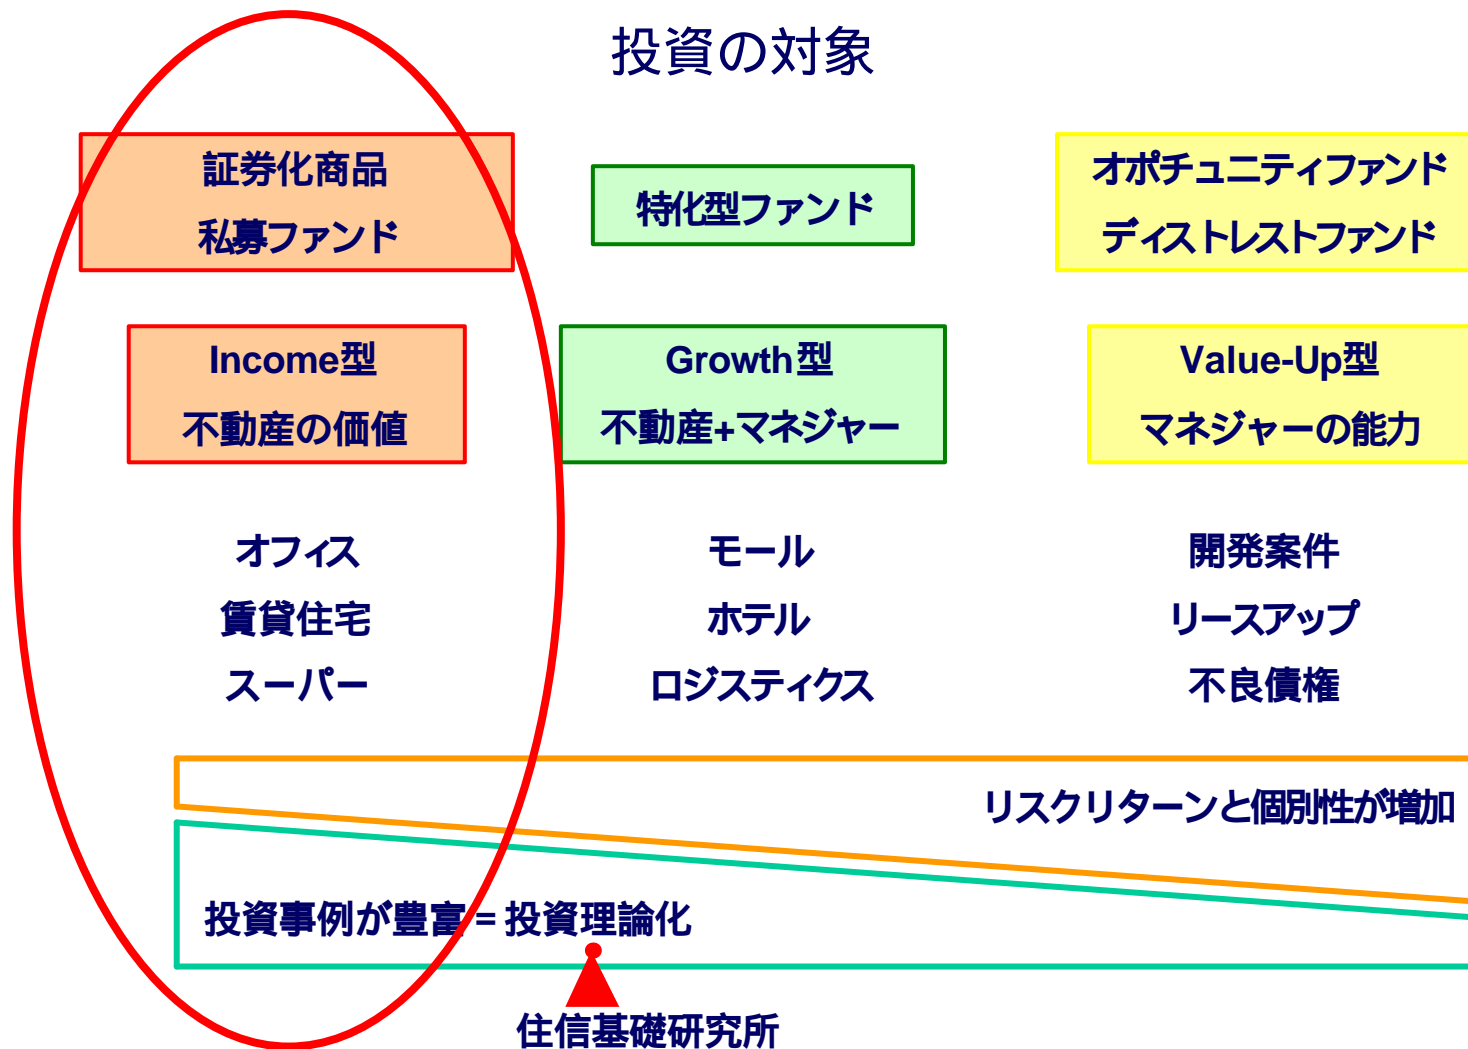 投資の対象
証券化商品
私募ファンド
特化型ファンド
オポチュニティファンド
ディストレストファンド
Income型
不動産の価値
Growth型
不動産+マネジャー
Value-Up型
マネジャーの能力
オフィス
賃貸住宅
スーパー
モール
ホテル
ロジスティクス
開発案件
リースアップ
不良債権
リスクリターンと個別性が増加
投資事例が豊富=投資理論化
住信基礎研究所